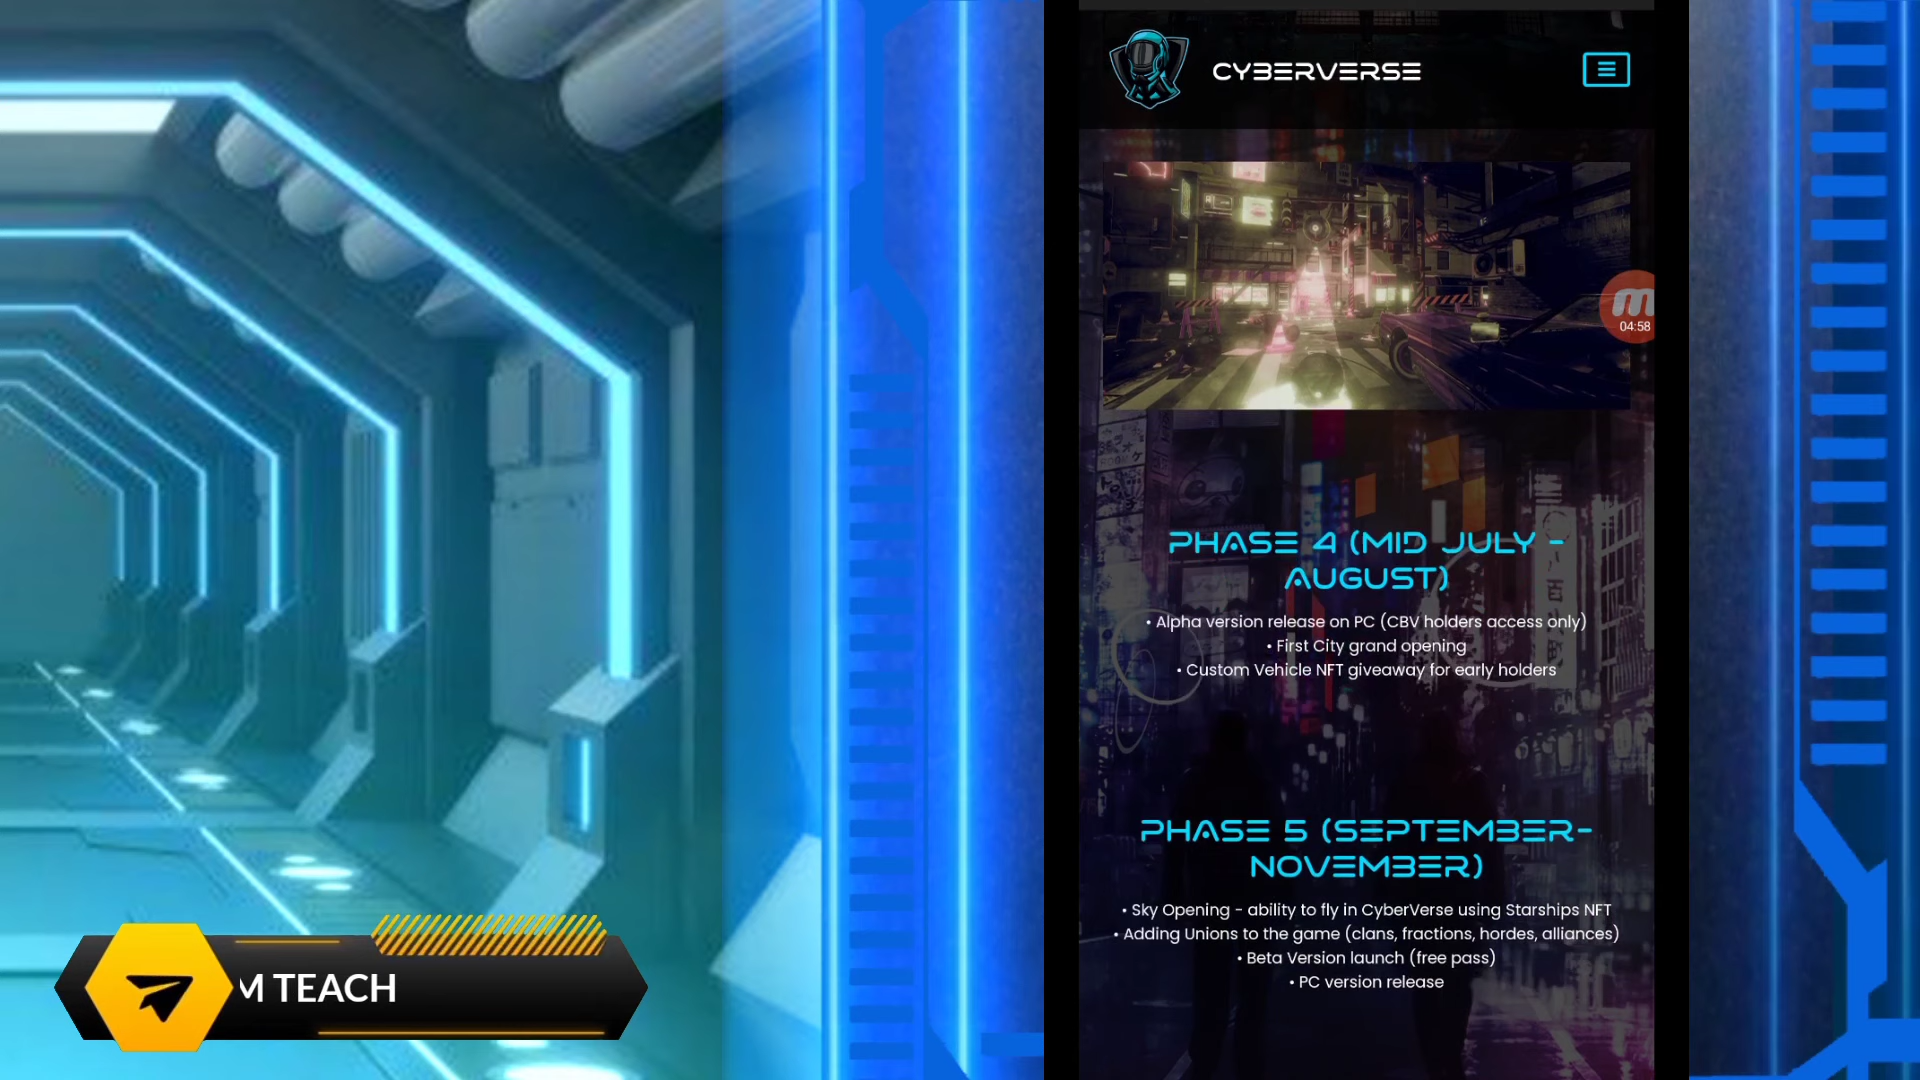 CYBERVERSE
04:58
PHASE 4 (MID JULY -
AUGUST)
• Alpha version release on PC (CBV holders access only)
• First City grand opening
• Custom Vehicle NFT giveaway for early holders
PHASE 5 (SEPTEMBER-
NOVEMBER)
• Sky Opening - ability to fly in CyberVerse using Starships NFT
• Adding Unions to the game (clans, fractions, hordes, alliances)
• Beta Version launch (free pass)
• PC version release
M TEACH